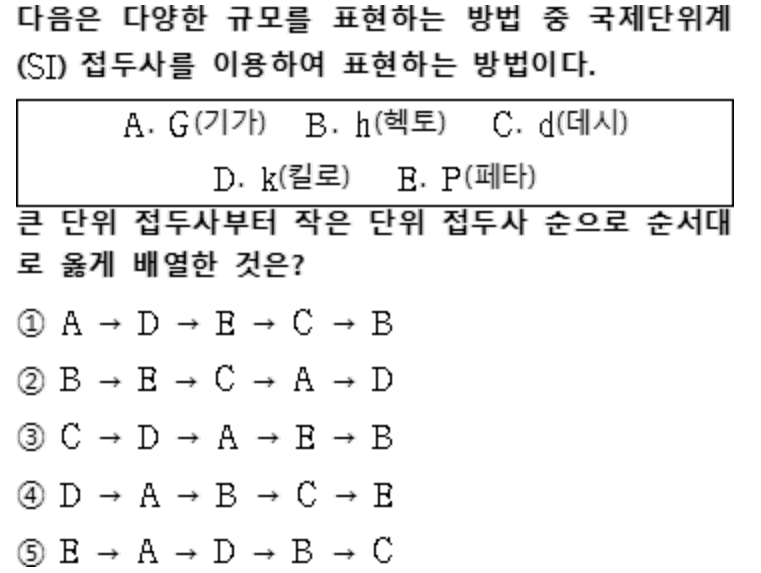 다음은 다양한 규모를 표현하는 방법 중 국제단위계
(SI) 접두사를 이용하여 표현하는 방법이다.
A. G(기가) B. h(헥토) C. d(데시)
D. k(킬로) E. P(페타)
큰 단위 접두사부터 작은 단위 접두사 순으로 순서대
로 옳게 배열한 것은?
① A → D → E → C → B
② B → E → C → A → D
③ C → D → A → E → B
④ D → A → B → C → E
⑤ E → A → D → B → C